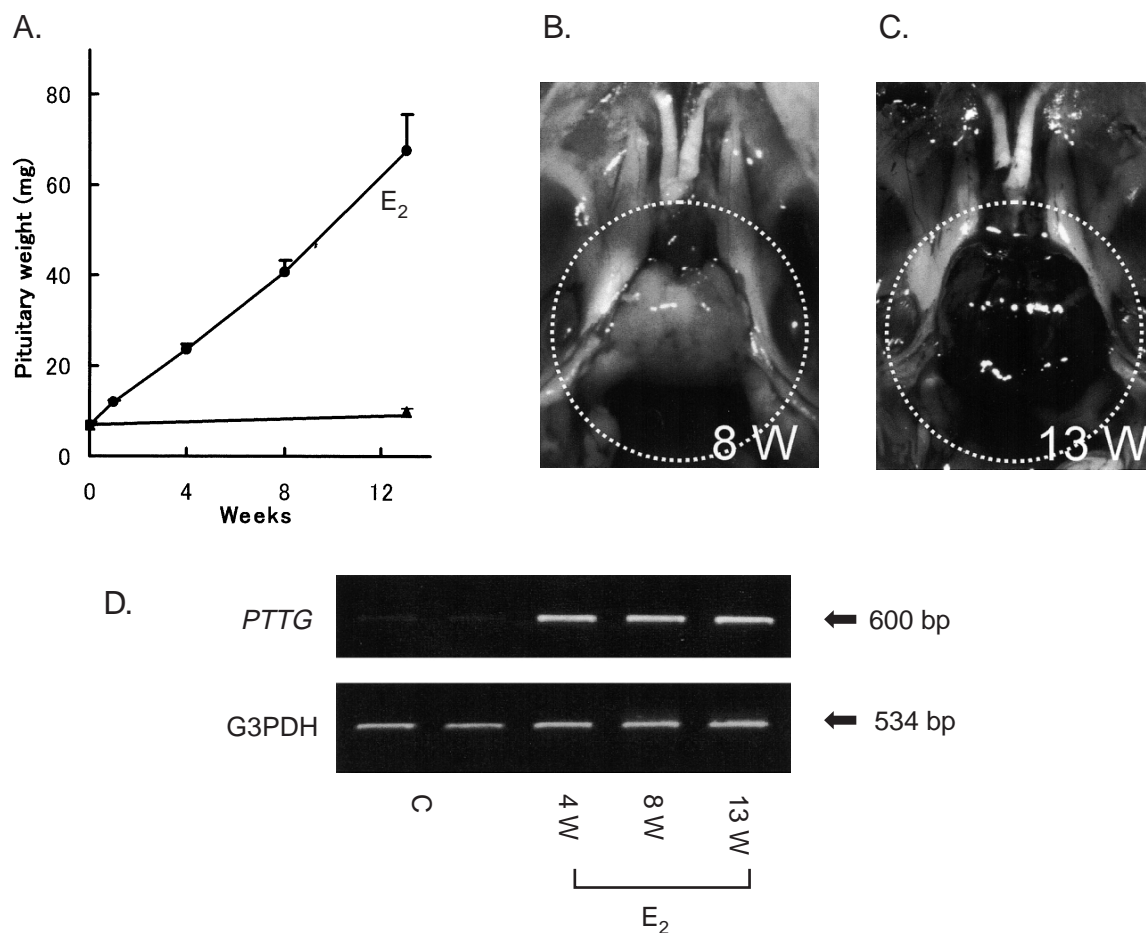 A.
B.
C.
Pituitary weight (mg)
80
60
40
20
0
E₂
0 4 8 12
Weeks
8 W
13 W
D.
PTTG
600 bp
G3PDH
534 bp
C
4 W
8 W
13 W
E₂